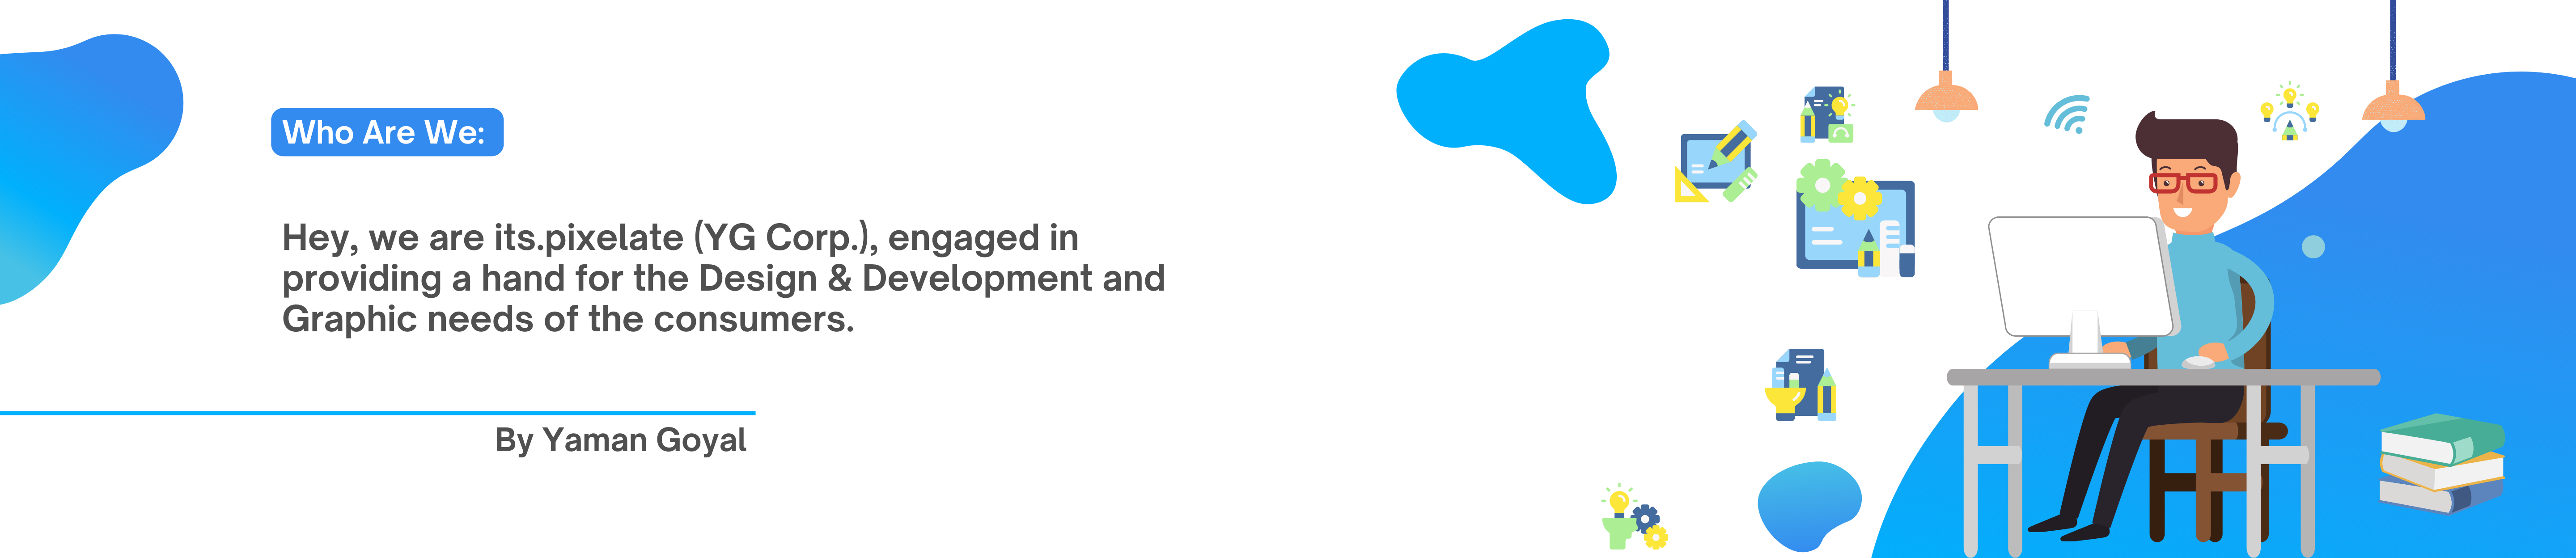 Who Are We:
Hey, we are its.pixelate (YG Corp.), engaged in
providing a hand for the Design & Development and
Graphic needs of the consumers.
By Yaman Goyal